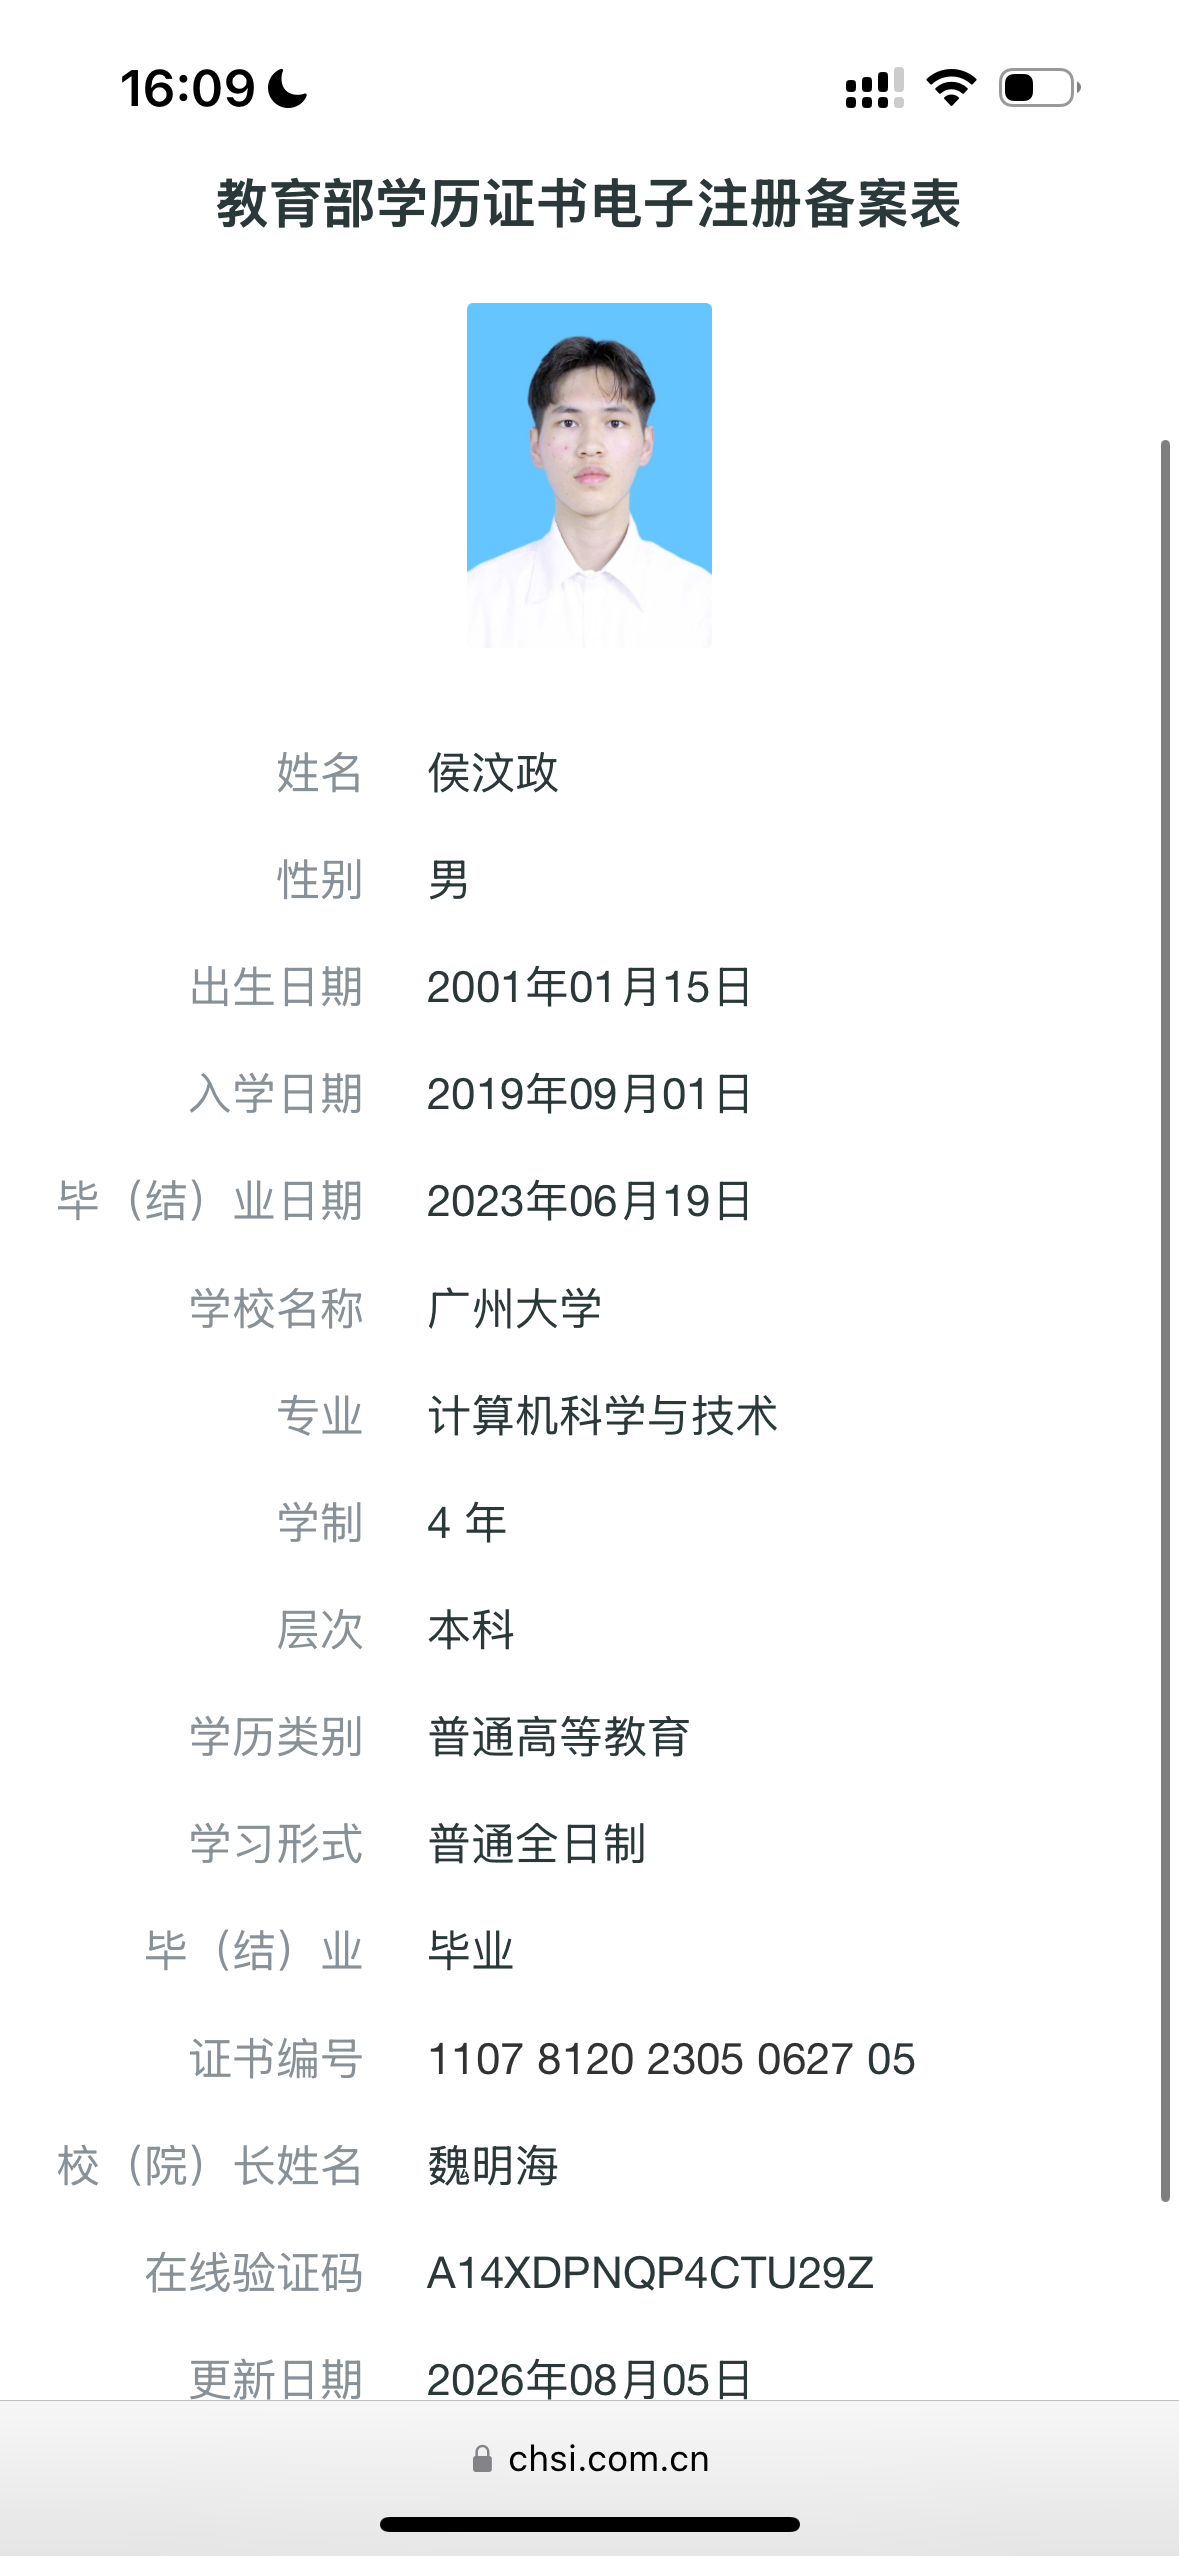 16:09
教育部学历证书电子注册备案表
姓名 侯汶政
性别 男
出生日期 2001年01月15日
入学日期 2019年09月01日
毕（结）业日期 2023年06月19日
学校名称 广州大学
专业 计算机科学与技术
学制 4 年
层次 本科
学历类别 普通高等教育
学习形式 普通全日制
毕（结）业 毕业
证书编号 1107 8120 2305 0627 05
校（院）长姓名 魏明海
在线验证码 A14XDPNQP4CTU29Z
更新日期 2026年08月05日
chsi.com.cn